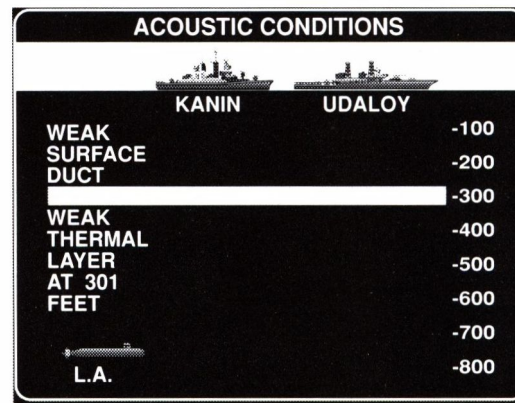 ACOUSTIC CONDITIONS
KANIN UDALOY
WEAK
SURFACE
DUCT
WEAK
THERMAL
LAYER
AT 301
FEET
L.A.
-100
-200
-300
-400
-500
-600
-700
-800